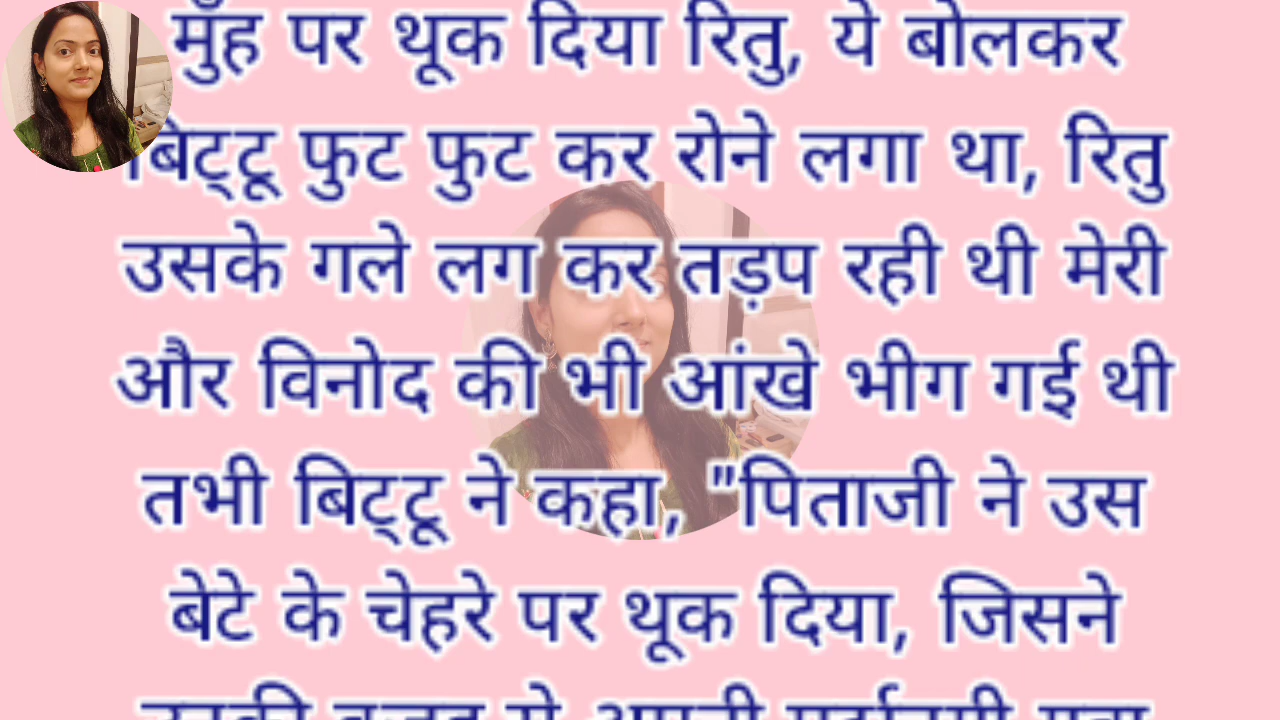 मुँह पर थूक दिया रितु, ये बोलकर
बिट्टू फुट फुट कर रोने लगा था, रितु
उसके गले लग कर तड़प रही थी मेरी
और विनोद की भी आंखे भीग गई थी
तभी बिट्टू ने कहा, "पिताजी ने उस
बेटे के चेहरे पर थूक दिया, जिसने